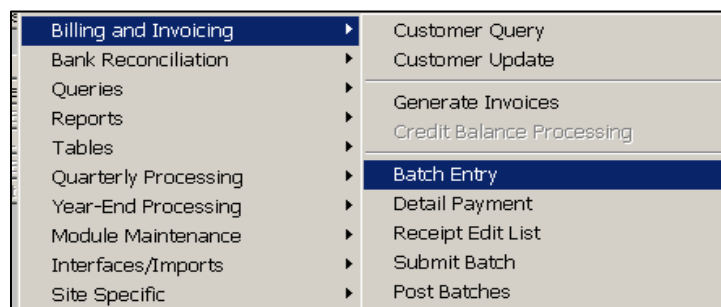 Billing and Invoicing
Bank Reconciliation
Queries
Reports
Tables
Quarterly Processing
Year-End Processing
Module Maintenance
Interfaces/Imports
Site Specific
Customer Query
Customer Update
Generate Invoices
Credit Balance Processing
Batch Entry
Detail Payment
Receipt Edit List
Submit Batch
Post Batches